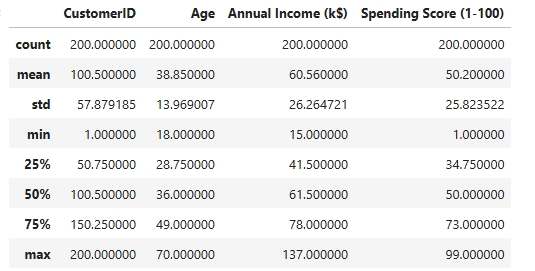 CustomerID Age Annual Income (k$) Spending Score (1-100)
count 200.000000 200.000000 200.000000 200.000000
mean 100.500000 38.850000 60.560000 50.200000
std 57.879185 13.969007 26.264721 25.823522
min 1.000000 18.000000 15.000000 1.000000
25% 50.750000 28.750000 41.500000 34.750000
50% 100.500000 36.000000 61.500000 50.000000
75% 150.250000 49.000000 78.000000 73.000000
max 200.000000 70.000000 137.000000 99.000000